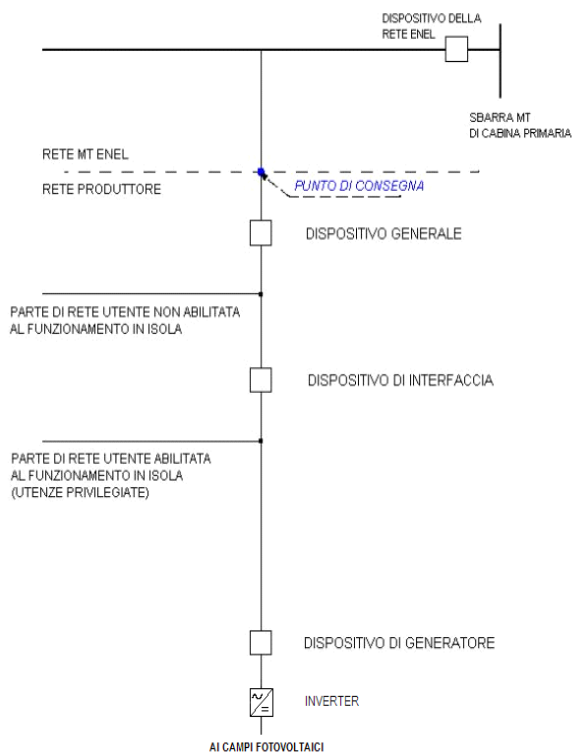 DISPOSITIVO DELLA
RETE ENEL
SBARRA MT
DI CABINA PRIMARIA
RETE MT ENEL
RETE PRODUTTORE
PUNTO DI CONSEGNA
DISPOSITIVO GENERALE
PARTE DI RETE UTENTE NON ABILITATA
AL FUNZIONAMENTO IN ISOLA
DISPOSITIVO DI INTERFACCIA
PARTE DI RETE UTENTE ABILITATA
AL FUNZIONAMENTO IN ISOLA
(UTENZE PRIVILEGIATE)
DISPOSITIVO DI GENERATORE
INVERTER
AI CAMPI FOTOVOLTAICI